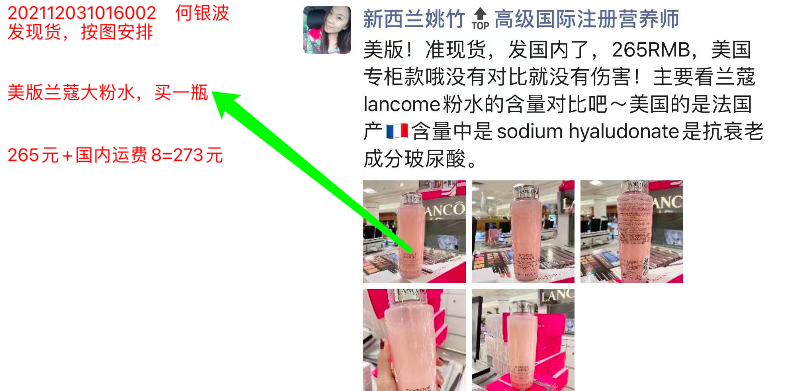 202112031016002 何银波
发现货，按图安排
美版兰蔻大粉水，买一瓶
265元+国内运费8=273元
新西兰姚竹 TOP 高级国际注册营养师
美版！准现货，发国内了，265RMB，美国
专柜款哦没有对比就没有伤害！主要看兰蔻
lancome粉水的含量对比吧～美国的是法国
产🇫🇷含量中是sodium hyaludonate是抗衰老
成分玻尿酸。